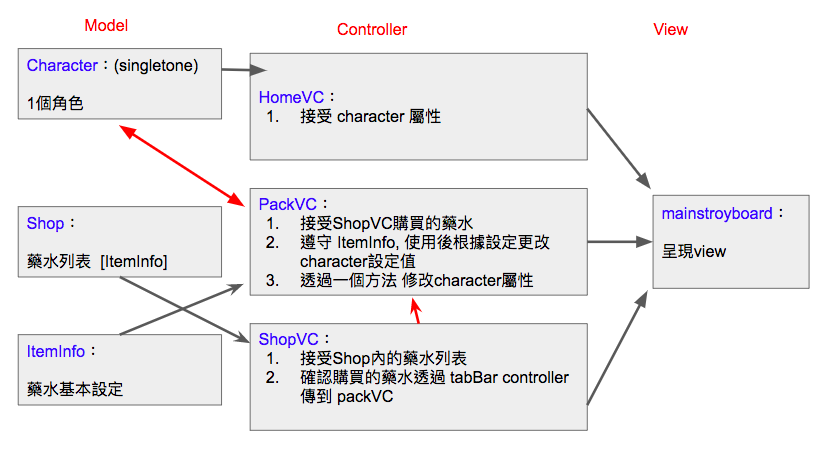 Model
Controller
View
Character：(singletone)
1個角色
HomeVC：
1. 接受 character 屬性
Shop：
藥水列表 [ItemInfo]
PackVC：
1. 接受ShopVC購買的藥水
2. 遵守 ItemInfo, 使用後根據設定更改
character設定值
3. 透過一個方法 修改character屬性
mainstroyboard：
呈現view
ItemInfo：
藥水基本設定
ShopVC：
1. 接受Shop內的藥水列表
2. 確認購買的藥水透過 tabBar controller
傳到 packVC